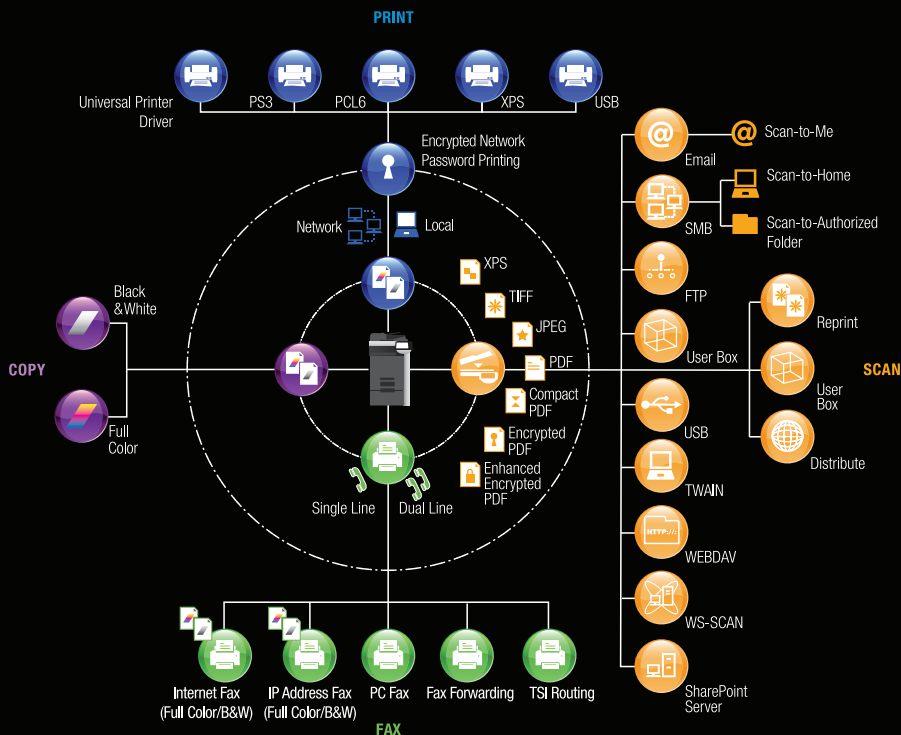 PRINT
Universal Printer
Driver
PS3
PCL6
XPS
USB
Encrypted Network
Password Printing
Network
Local
@
Email
@
Scan-to-Me
SMB
Scan-to-Home
Scan-to-Authorized
Folder
FTP
User Box
Reprint
User
Box
Distribute
SCAN
USB
TWAIN
HTTP://:
WEBDAV
WS-SCAN
SharePoint
Server
XPS
TIFF
JPEG
PDF
Compact
PDF
Encrypted
PDF
Enhanced
Encrypted
PDF
Black
&White
COPY
Full
Color
Single Line
Dual Line
Internet Fax
(Full Color/B&W)
IP Address Fax
(Full Color/B&W)
PC Fax
Fax Forwarding
TSI Routing
FAX